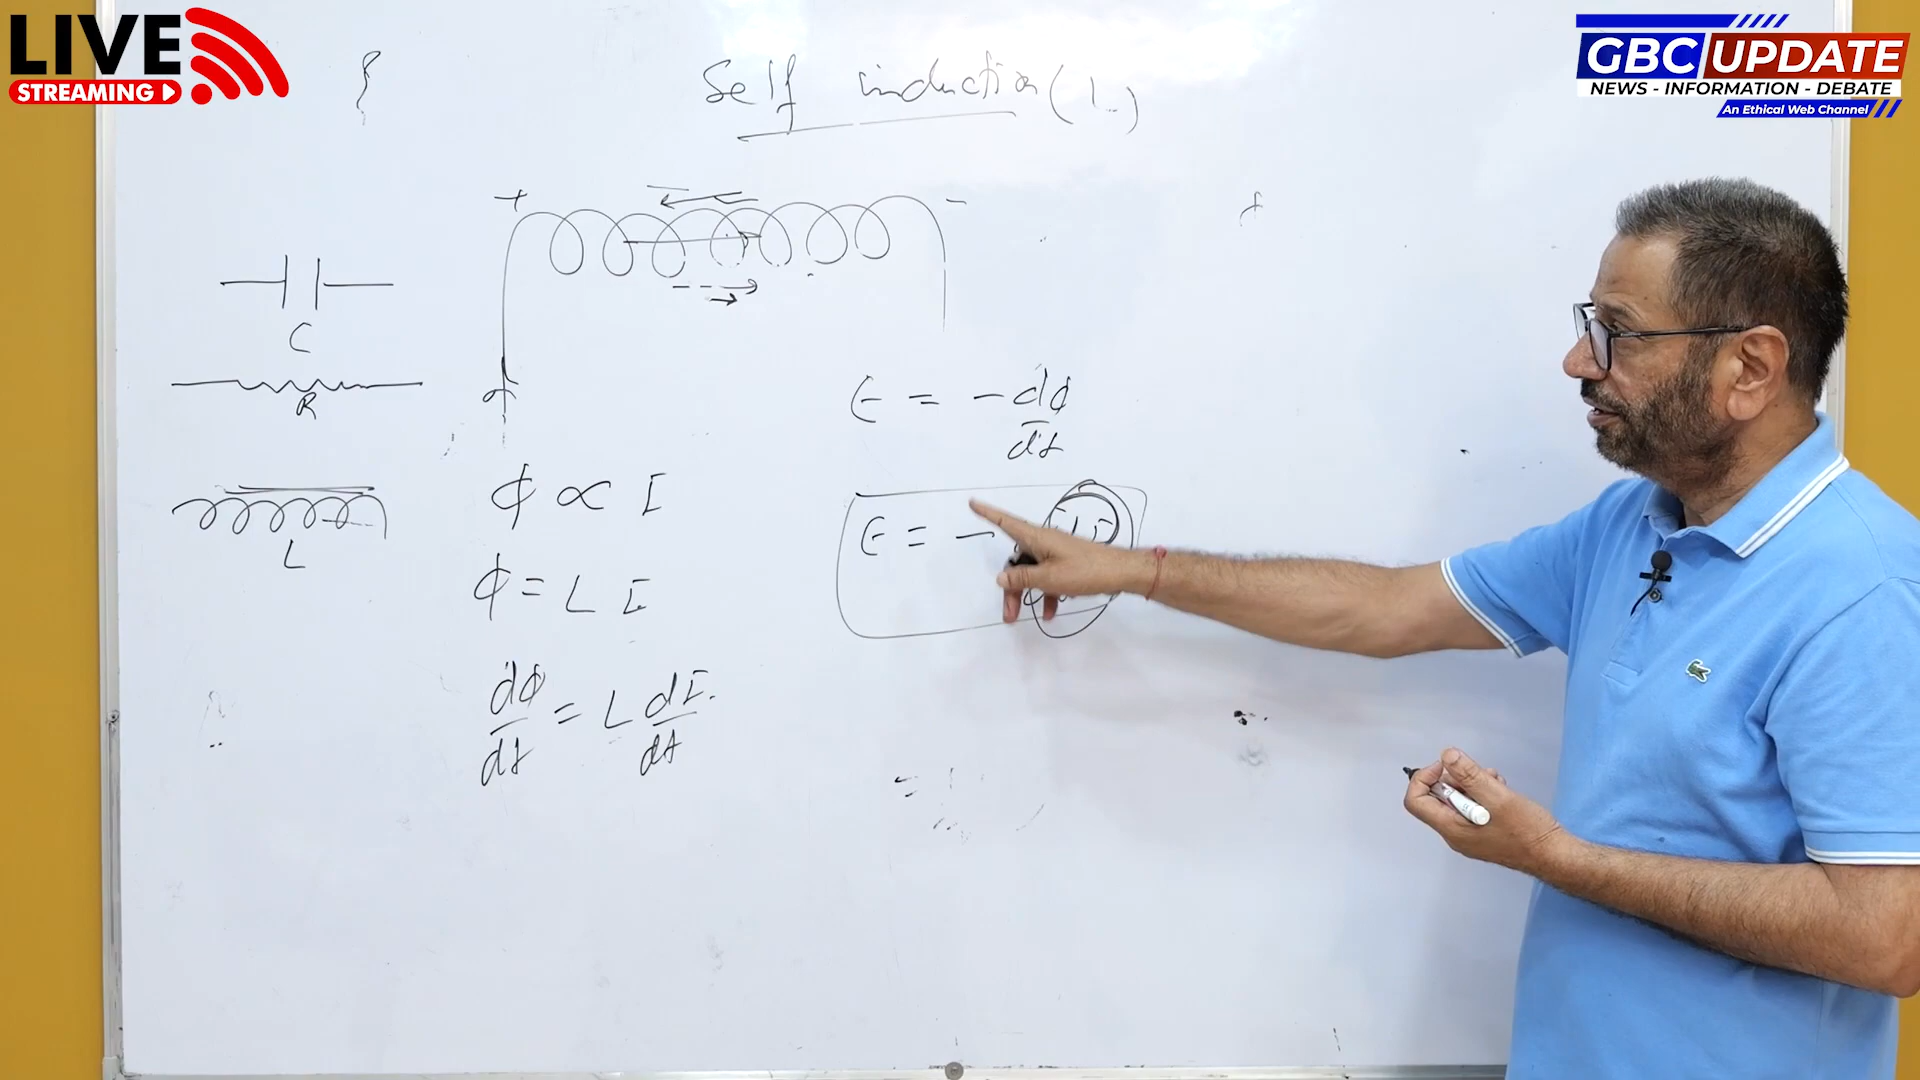 LIVE
STREAMING
GBC UPDATE
NEWS - INFORMATION - DEBATE
An Ethical Web Channel
Self induction (L)
+ -
C
R
L
ε = - dφ/dt
φ ∝ I
ε = -
φ = L I
dφ/dt = L dI/dt